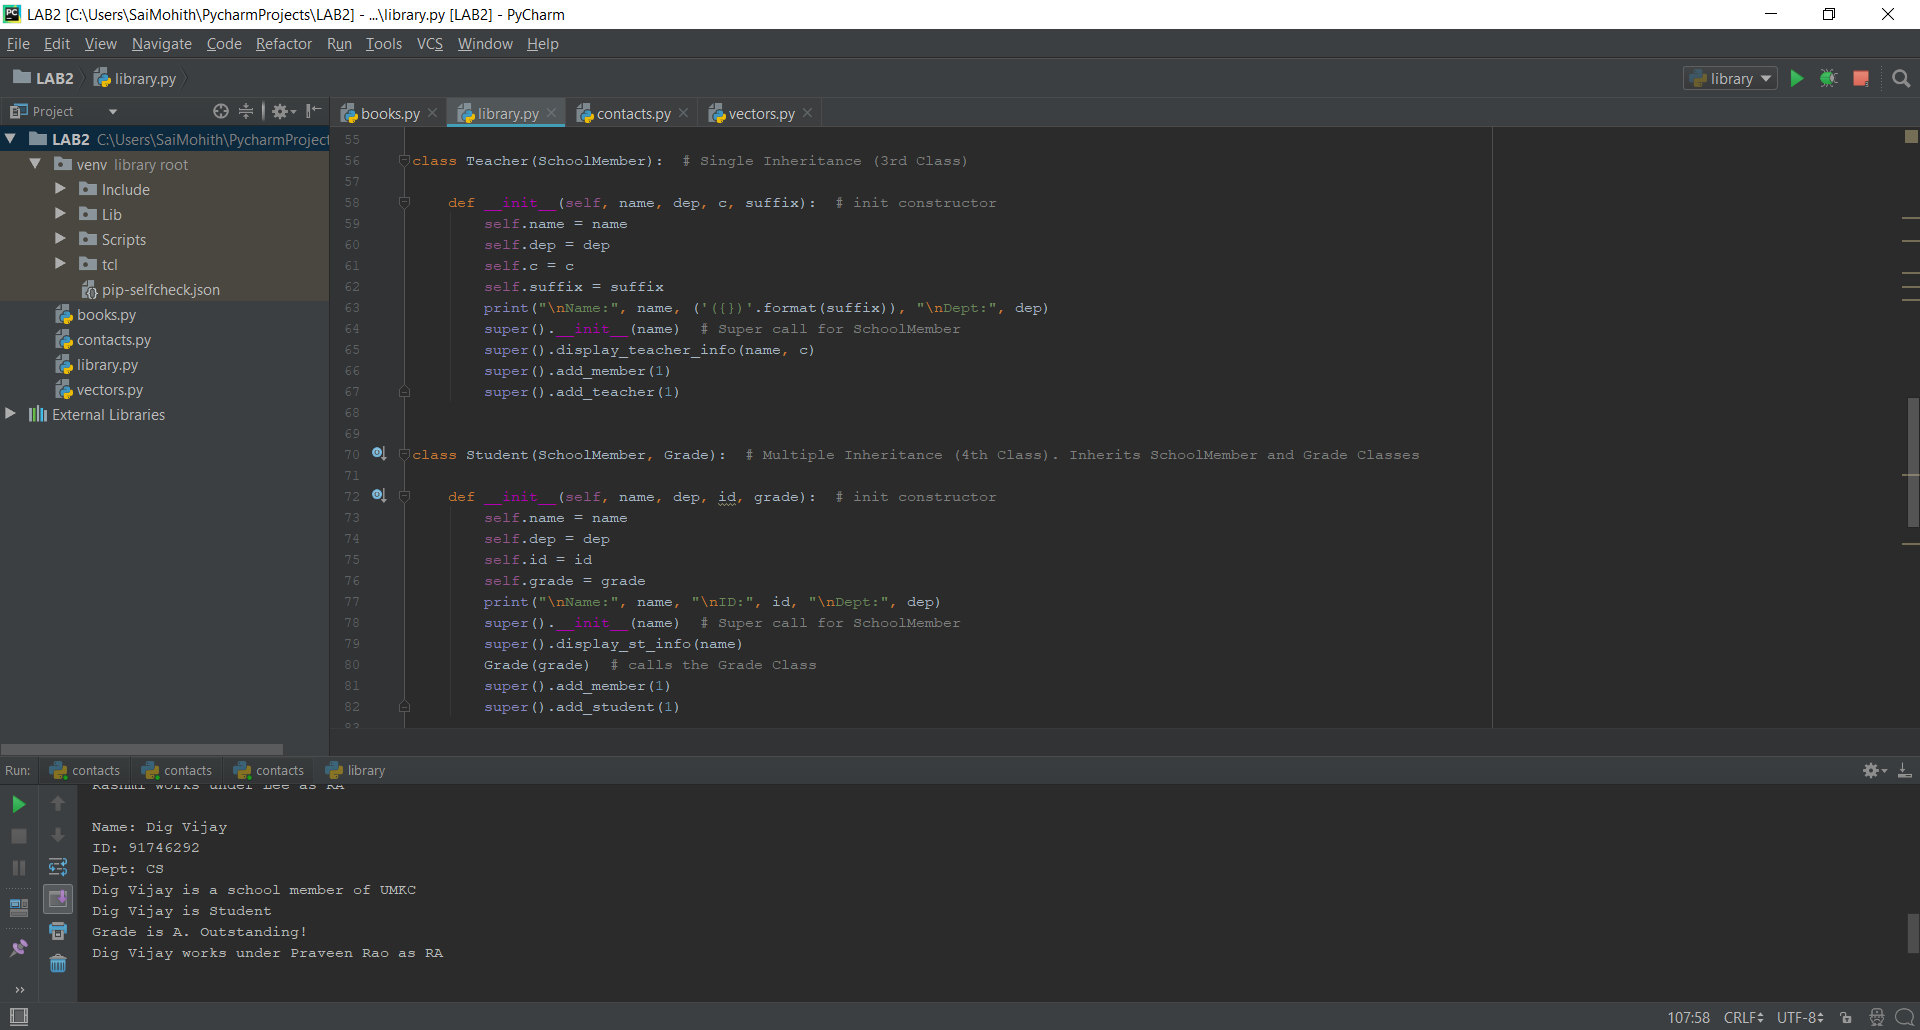 LAB2 [C:\Users\SaiMohith\PycharmProjects\LAB2] - ...\library.py [LAB2] - PyCharm
File Edit View Navigate Code Refactor Run Tools VCS Window Help
LAB2 library.py library
Project books.py library.py contacts.py vectors.py
LAB2 C:\Users\SaiMohith\PycharmProject
venv library root
Include
Lib
Scripts
tcl
pip-selfcheck.json
books.py
contacts.py
library.py
vectors.py
External Libraries
55
56 class Teacher(SchoolMember):  # Single Inheritance (3rd Class)
57
58     def __init__(self, name, dep, c, suffix):  # init constructor
59         self.name = name
60         self.dep = dep
61         self.c = c
62         self.suffix = suffix
63         print("\nName:", name, ('({})'.format(suffix)), "\nDept:", dep)
64         super().__init__(name)  # Super call for SchoolMember
65         super().display_teacher_info(name, c)
66         super().add_member(1)
67         super().add_teacher(1)
68
69
70 class Student(SchoolMember, Grade):  # Multiple Inheritance (4th Class). Inherits SchoolMember and Grade Classes
71
72     def __init__(self, name, dep, id, grade):  # init constructor
73         self.name = name
74         self.dep = dep
75         self.id = id
76         self.grade = grade
77         print("\nName:", name, "\nID:", id, "\nDept:", dep)
78         super().__init__(name)  # Super call for SchoolMember
79         super().display_st_info(name)
80         Grade(grade)  # calls the Grade Class
81         super().add_member(1)
82         super().add_student(1)
83
Run: contacts contacts contacts library
Rashmi works under Lee as RA
Name: Dig Vijay
ID: 91746292
Dept: CS
Dig Vijay is a school member of UMKC
Dig Vijay is Student
Grade is A. Outstanding!
Dig Vijay works under Praveen Rao as RA
107:58 CRLF UTF-8